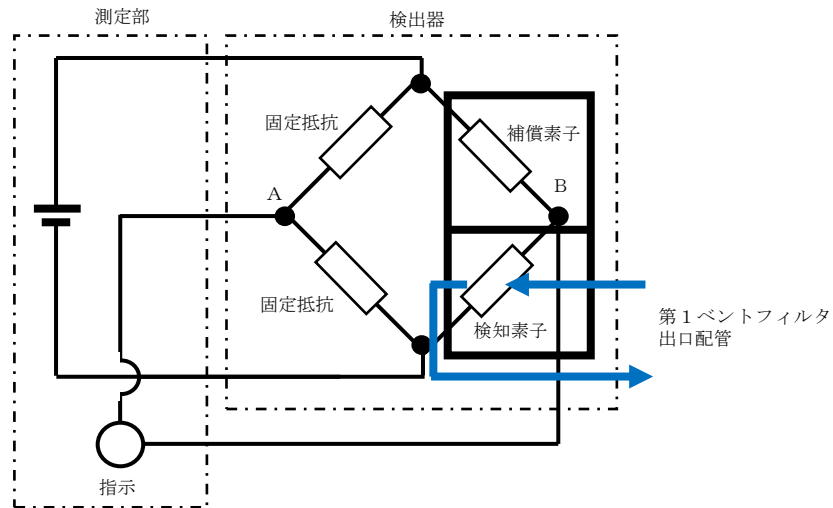 測定部
検出器
固定抵抗
補償素子
A
B
固定抵抗
検知素子
第１ベントフィルタ
出口配管
指示